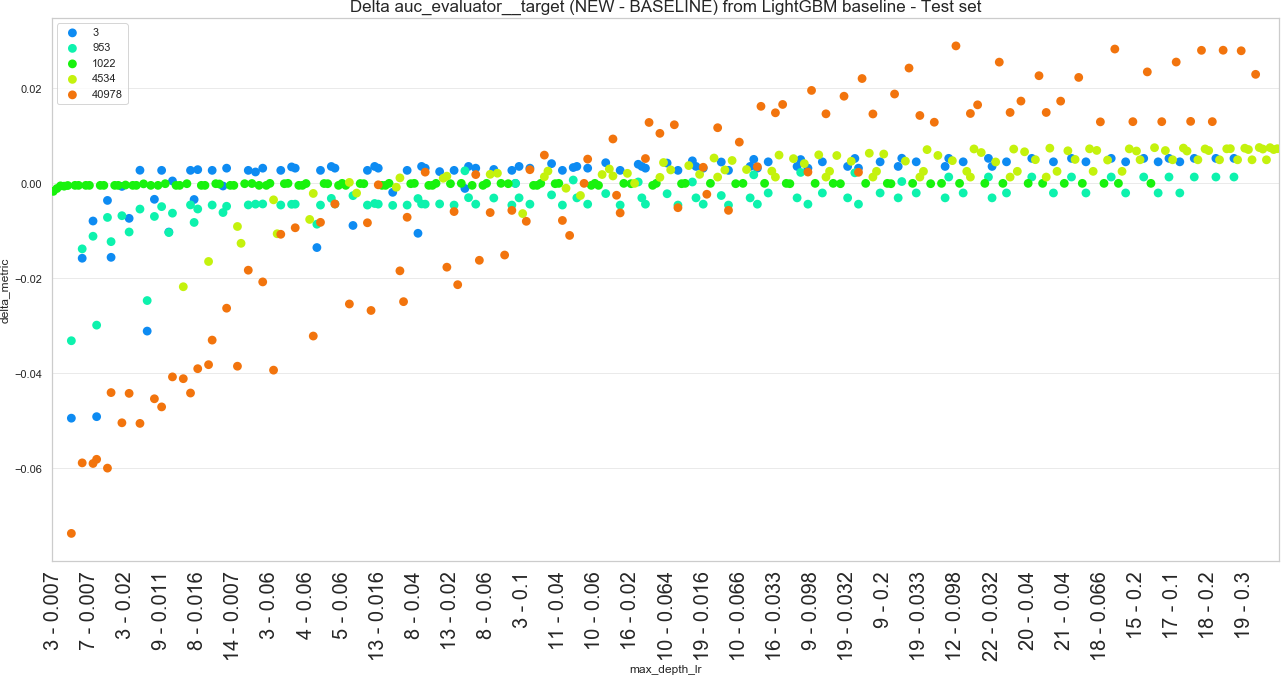 Delta auc_evaluator__target (NEW - BASELINE) from LightGBM baseline - Test set
3
953
1022
4534
40978
delta_metric
0.02
0.00
−0.02
−0.04
−0.06
3 - 0.007
7 - 0.007
3 - 0.02
9 - 0.011
8 - 0.016
14 - 0.007
3 - 0.06
4 - 0.06
5 - 0.06
13 - 0.016
8 - 0.04
13 - 0.02
8 - 0.06
3 - 0.1
11 - 0.04
10 - 0.06
16 - 0.02
10 - 0.064
19 - 0.016
10 - 0.066
16 - 0.033
9 - 0.098
19 - 0.032
9 - 0.2
19 - 0.033
12 - 0.098
22 - 0.032
20 - 0.04
21 - 0.04
18 - 0.066
15 - 0.2
17 - 0.1
18 - 0.2
19 - 0.3
max_depth_lr